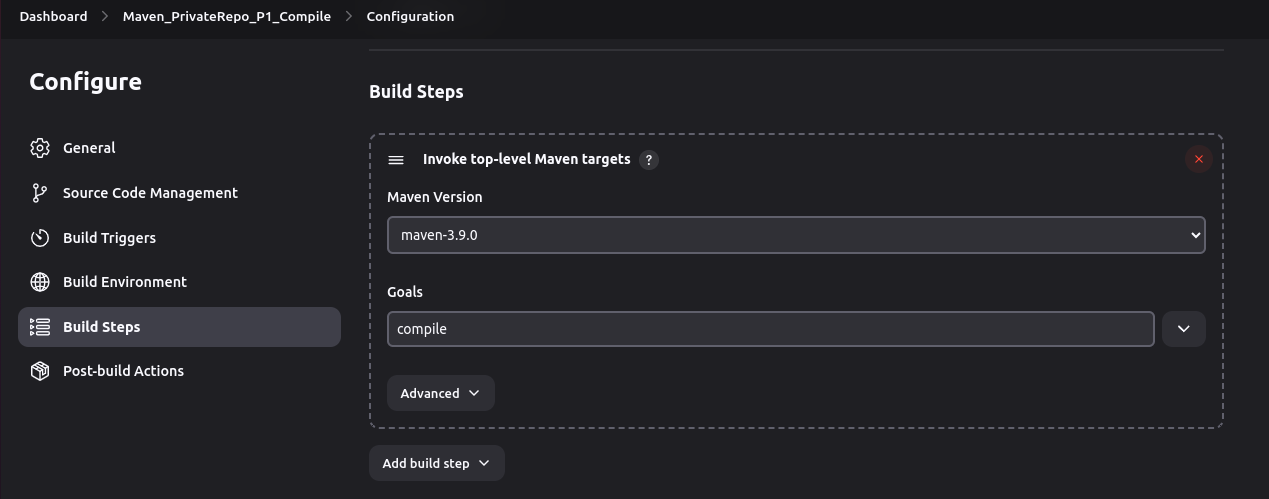 Dashboard > Maven_PrivateRepo_P1_Compile > Configuration
Configure
General
Source Code Management
Build Triggers
Build Environment
Build Steps
Post-build Actions
Build Steps
Invoke top-level Maven targets ?
Maven Version
maven-3.9.0
Goals
compile
Advanced
Add build step